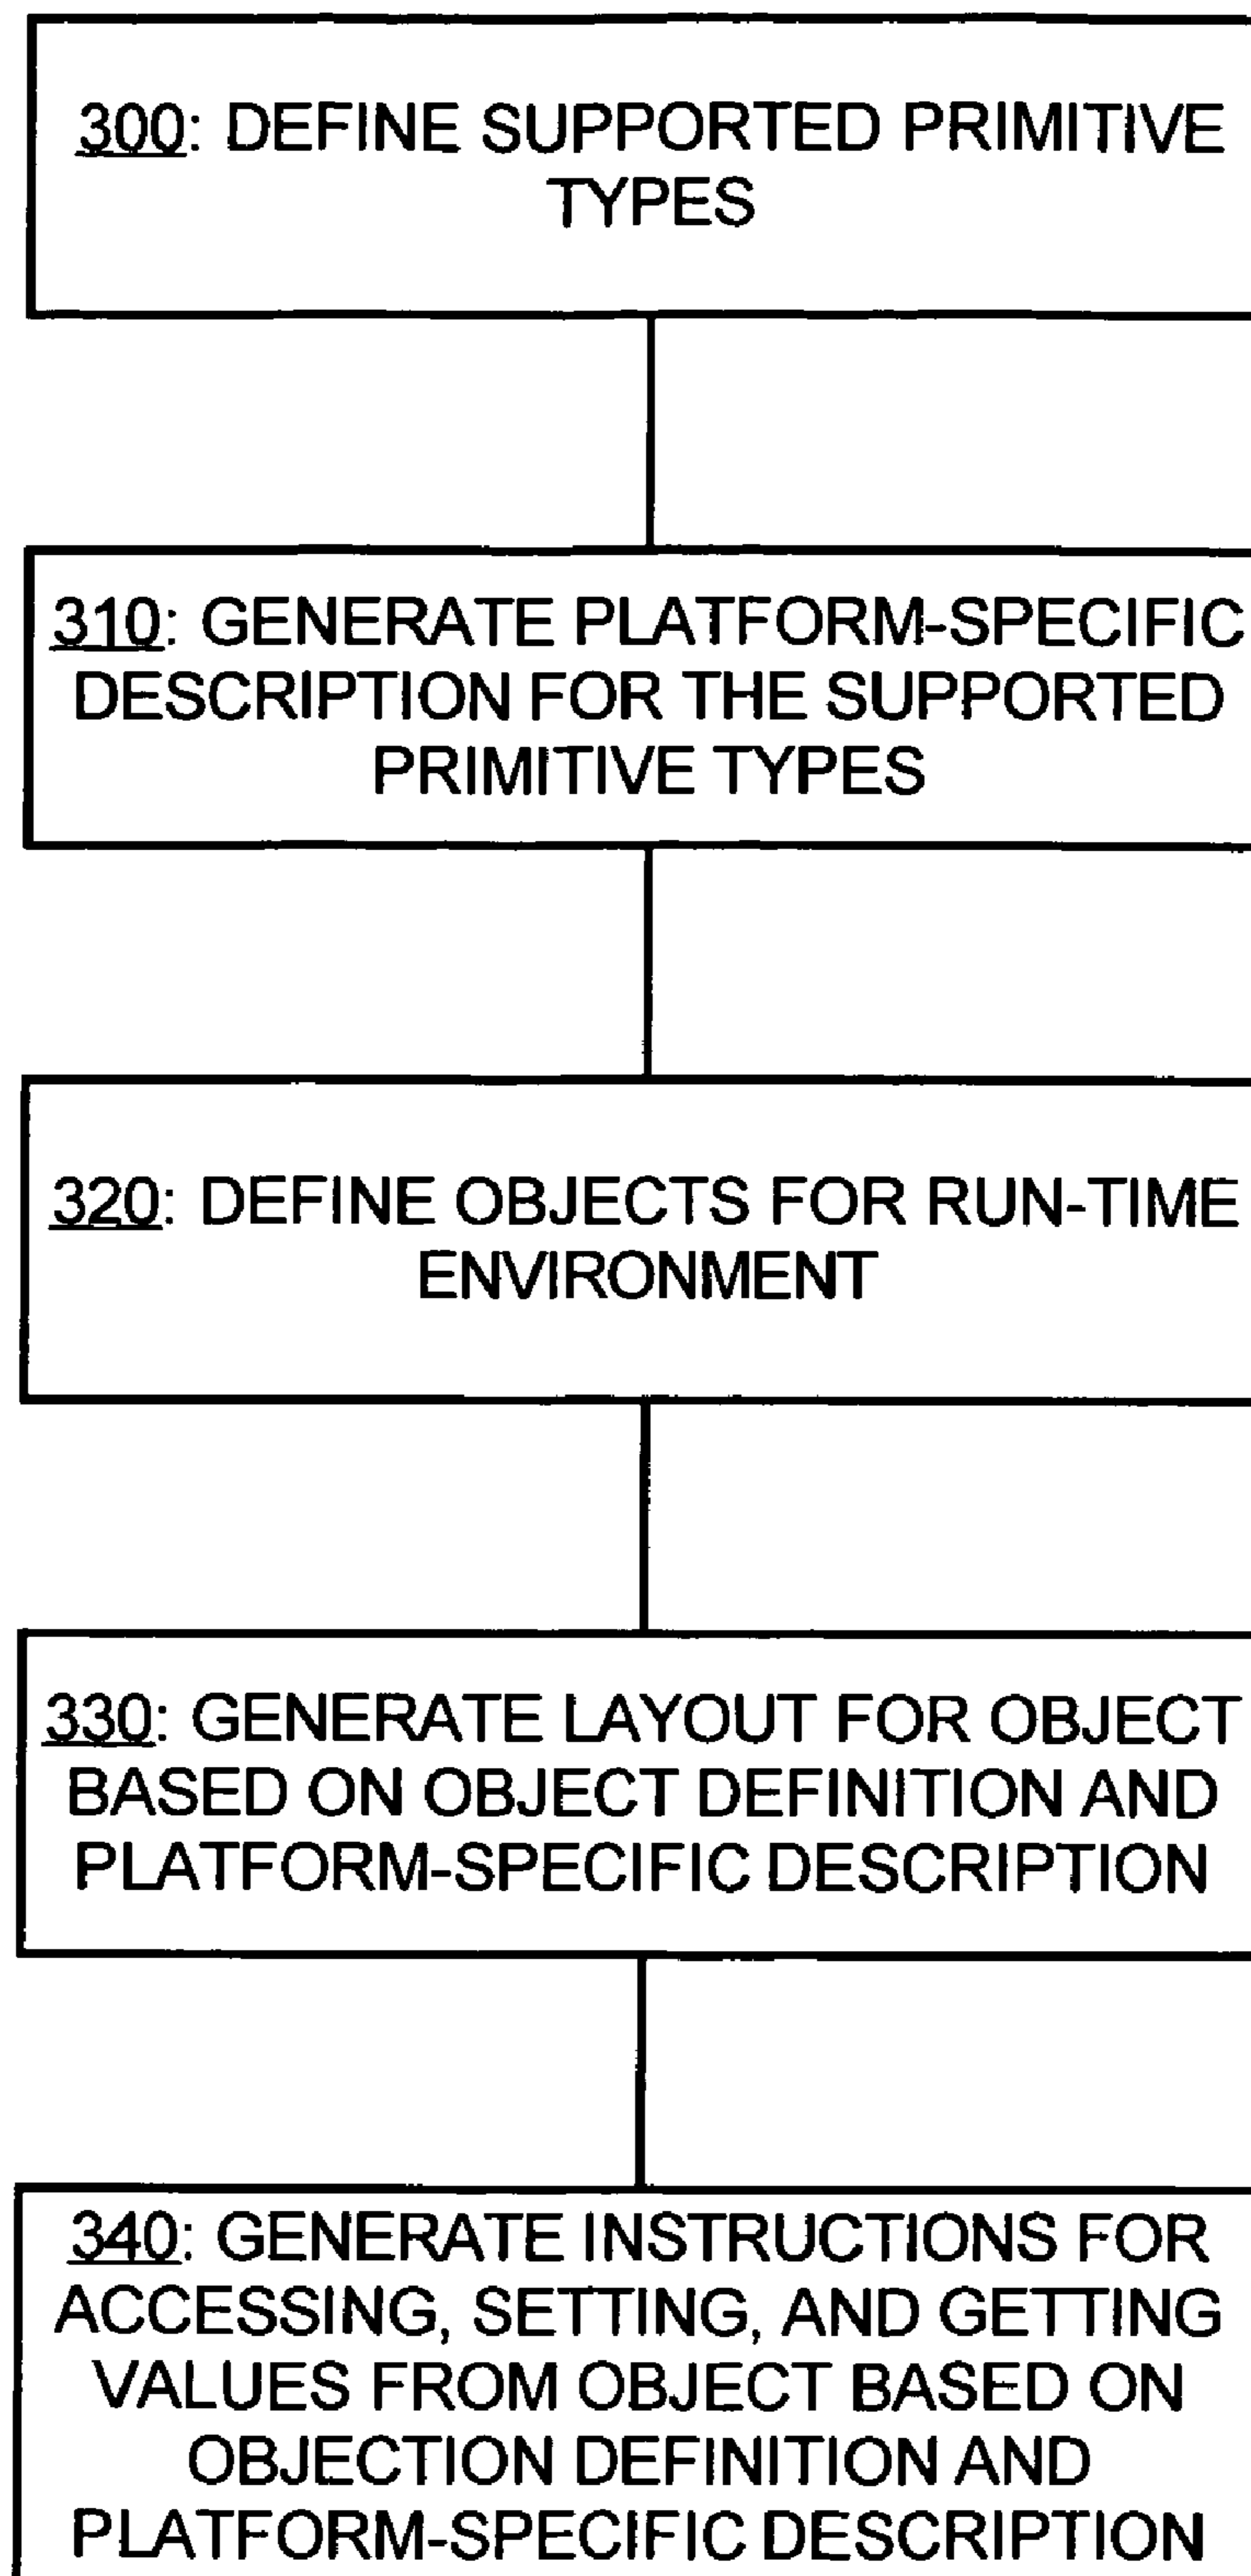 300: DEFINE SUPPORTED PRIMITIVE
TYPES
310: GENERATE PLATFORM-SPECIFIC
DESCRIPTION FOR THE SUPPORTED
PRIMITIVE TYPES
320: DEFINE OBJECTS FOR RUN-TIME
ENVIRONMENT
330: GENERATE LAYOUT FOR OBJECT
BASED ON OBJECT DEFINITION AND
PLATFORM-SPECIFIC DESCRIPTION
340: GENERATE INSTRUCTIONS FOR
ACCESSING, SETTING, AND GETTING
VALUES FROM OBJECT BASED ON
OBJECTION DEFINITION AND
PLATFORM-SPECIFIC DESCRIPTION